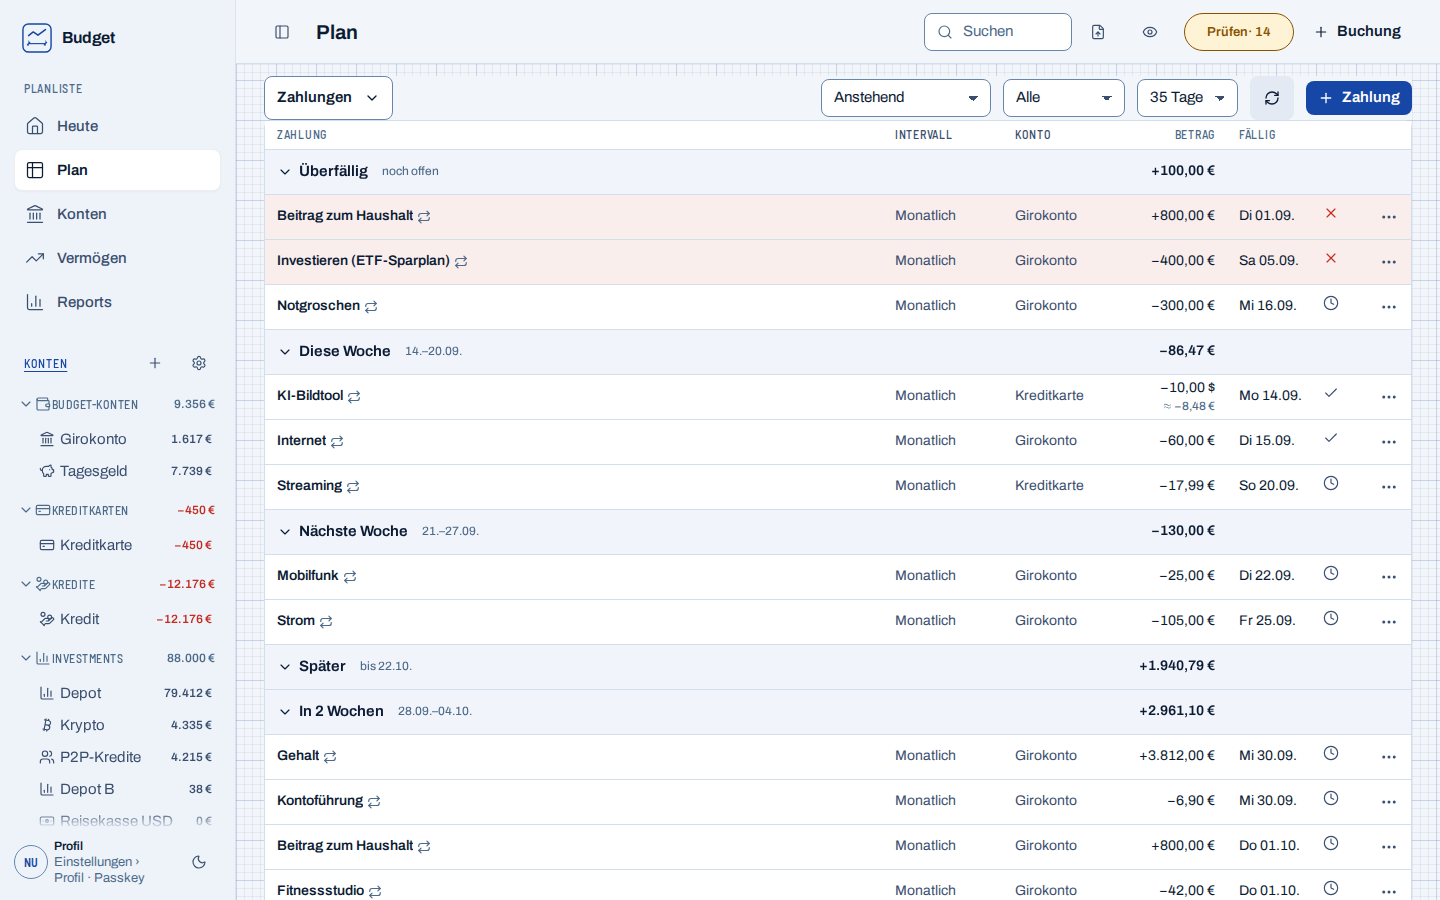 Budget
PLANLISTE
Heute
Plan
Konten
Vermögen
Reports
KONTEN
BUDGET-KONTEN 9.356 €
Girokonto 1.617 €
Tagesgeld 7.739 €
KREDITKARTEN −450 €
Kreditkarte −450 €
KREDITE −12.176 €
Kredit −12.176 €
INVESTMENTS 88.000 €
Depot 79.412 €
Krypto 4.335 €
P2P-Kredite 4.215 €
Depot B 38 €
Reisekasse USD 0 €
NU
Profil
Einstellungen ›
Profil · Passkey
Plan
Suchen
Prüfen · 14
Buchung
Zahlungen
Anstehend
Alle
35 Tage
Zahlung
ZAHLUNG INTERVALL KONTO BETRAG FÄLLIG
Überfällig noch offen +100,00 €
Beitrag zum Haushalt Monatlich Girokonto +800,00 € Di 01.09.
Investieren (ETF-Sparplan) Monatlich Girokonto −400,00 € Sa 05.09.
Notgroschen Monatlich Girokonto −300,00 € Mi 16.09.
Diese Woche 14.–20.09. −86,47 €
KI-Bildtool Monatlich Kreditkarte −10,00 $ Mo 14.09.
≈ −8,48 €
Internet Monatlich Girokonto −60,00 € Di 15.09.
Streaming Monatlich Kreditkarte −17,99 € So 20.09.
Nächste Woche 21.–27.09. −130,00 €
Mobilfunk Monatlich Girokonto −25,00 € Di 22.09.
Strom Monatlich Girokonto −105,00 € Fr 25.09.
Später bis 22.10. +1.940,79 €
In 2 Wochen 28.09.–04.10. +2.961,10 €
Gehalt Monatlich Girokonto +3.812,00 € Mi 30.09.
Kontoführung Monatlich Girokonto −6,90 € Mi 30.09.
Beitrag zum Haushalt Monatlich Girokonto +800,00 € Do 01.10.
Fitnessstudio Monatlich Girokonto −42,00 € Do 01.10.